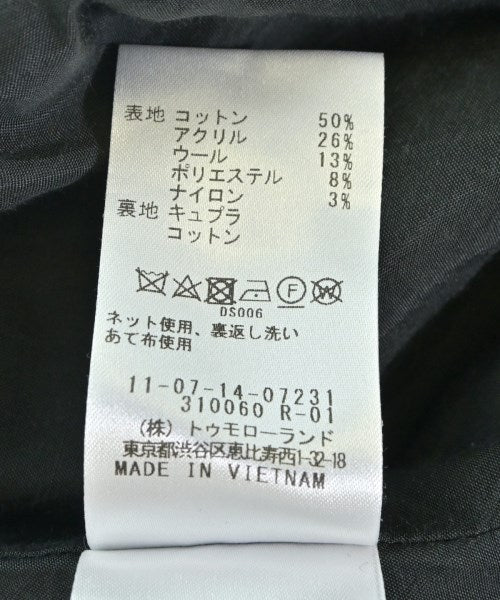 表地 コットン 50%
アクリル 26%
ウール 13%
ポリエステル 8%
ナイロン 3%
裏地 キュプラ
コットン
F W
DS006
ネット使用、裏返し洗い
あて布使用
11-07-14-07231
310060 R-01
(株) トゥモローランド
東京都渋谷区恵比寿西1-32-18
MADE IN VIETNAM